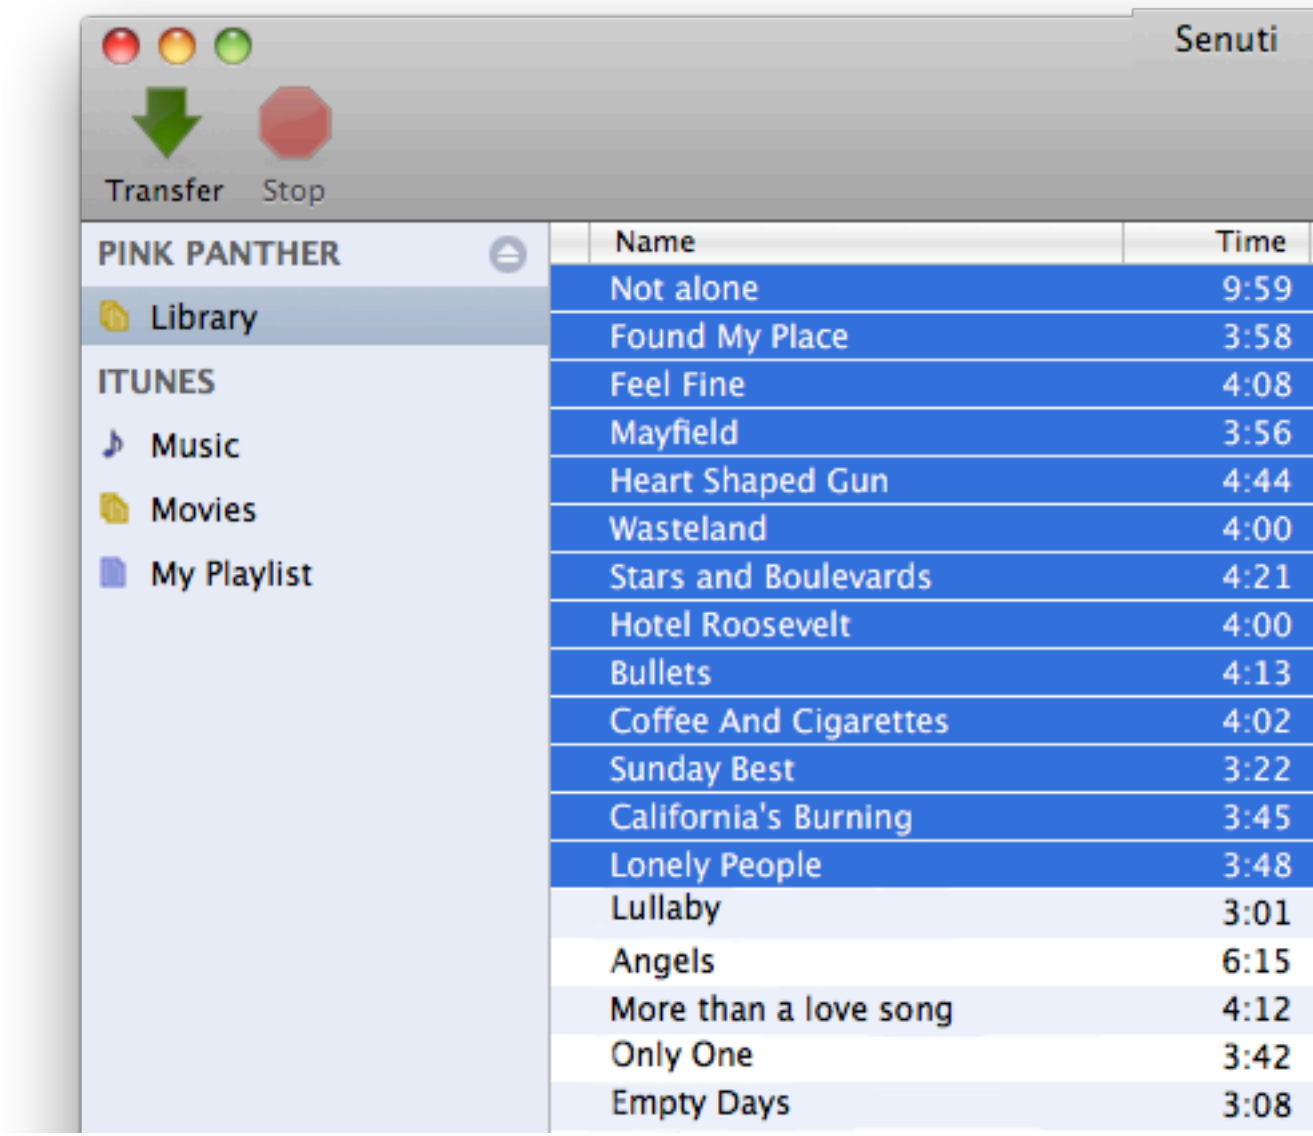 Senuti
Transfer Stop
PINK PANTHER
Library
ITUNES
Music
Movies
My Playlist
Name Time
Not alone 9:59
Found My Place 3:58
Feel Fine 4:08
Mayfield 3:56
Heart Shaped Gun 4:44
Wasteland 4:00
Stars and Boulevards 4:21
Hotel Roosevelt 4:00
Bullets 4:13
Coffee And Cigarettes 4:02
Sunday Best 3:22
California's Burning 3:45
Lonely People 3:48
Lullaby 3:01
Angels 6:15
More than a love song 4:12
Only One 3:42
Empty Days 3:08